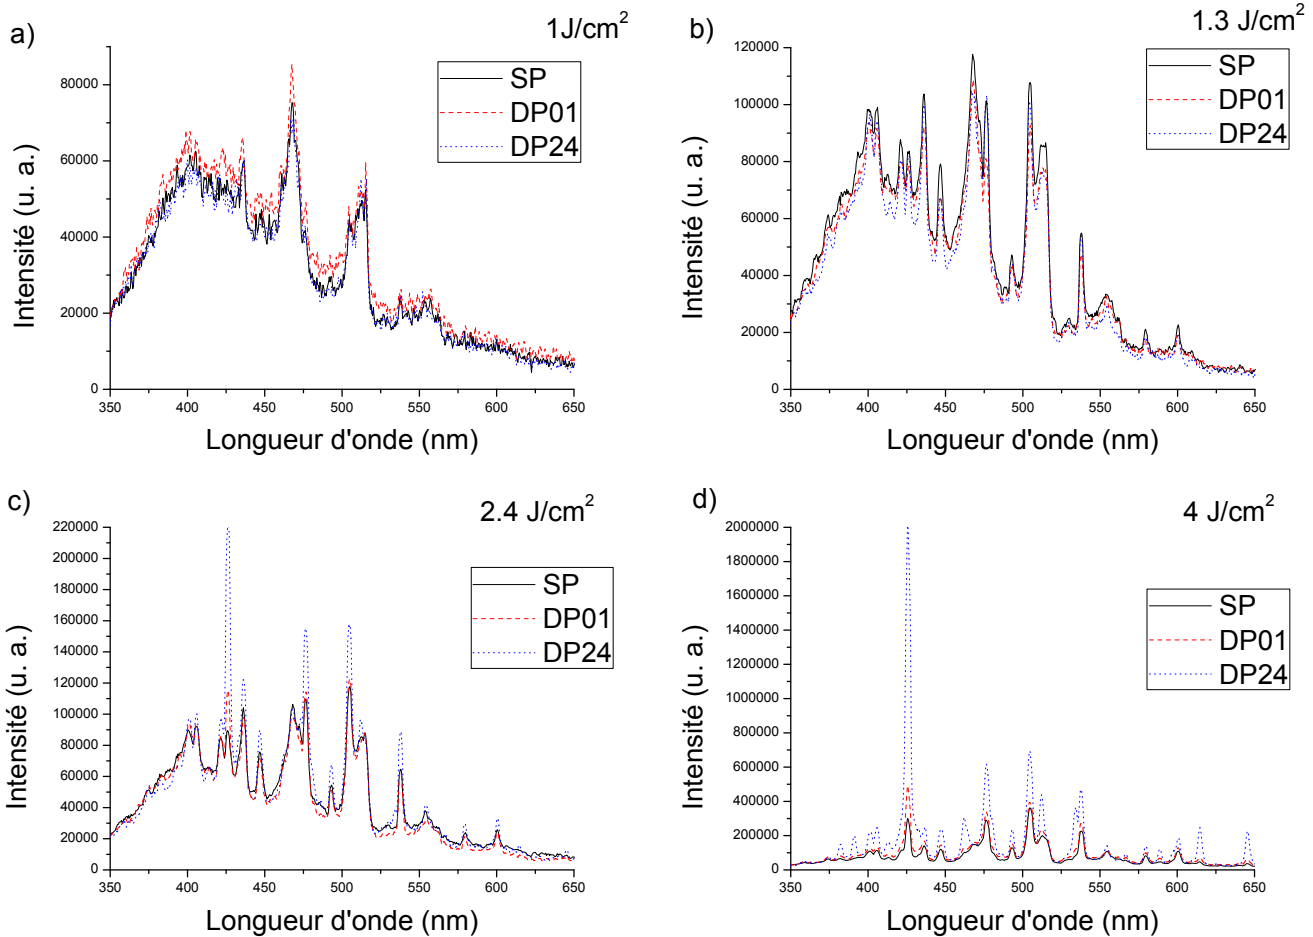 a)
1J/cm²
SP
DP01
DP24
80000
60000
40000
20000
0
350
400
450
500
550
600
650
Intensité (u. a.)
Longueur d'onde (nm)
b)
1.3 J/cm²
SP
DP01
DP24
120000
100000
80000
60000
40000
20000
0
350
400
450
500
550
600
650
Intensité (u. a.)
Longueur d'onde (nm)
c)
2.4 J/cm²
SP
DP01
DP24
220000
200000
180000
160000
140000
120000
100000
80000
60000
40000
20000
0
350
400
450
500
550
600
650
Intensité (u. a.)
Longueur d'onde (nm)
d)
4 J/cm²
SP
DP01
DP24
2000000
1800000
1600000
1400000
1200000
1000000
800000
600000
400000
200000
0
350
400
450
500
550
600
650
Intensité (u. a.)
Longueur d'onde (nm)